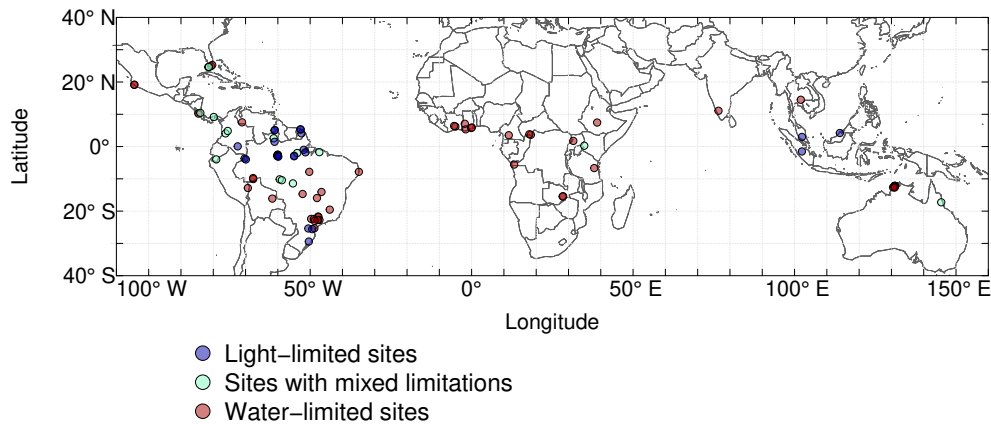 40° N
20° N
0°
20° S
40° S
Latitude
100° W 50° W 0° 50° E 100° E 150° E
Longitude
Light−limited sites
Sites with mixed limitations
Water−limited sites